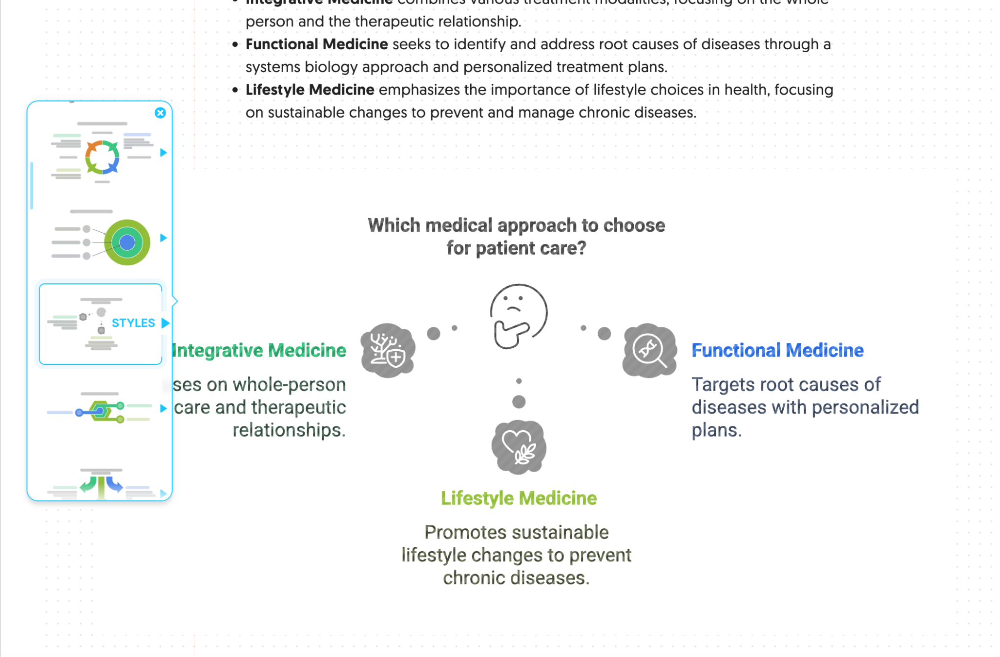 Integrative Medicine combines various treatment modalities, focusing on the whole
person and the therapeutic relationship.
• Functional Medicine seeks to identify and address root causes of diseases through a
systems biology approach and personalized treatment plans.
• Lifestyle Medicine emphasizes the importance of lifestyle choices in health, focusing
on sustainable changes to prevent and manage chronic diseases.
STYLES
Which medical approach to choose
for patient care?
Integrative Medicine
ses on whole-person
care and therapeutic
relationships.
Functional Medicine
Targets root causes of
diseases with personalized
plans.
Lifestyle Medicine
Promotes sustainable
lifestyle changes to prevent
chronic diseases.